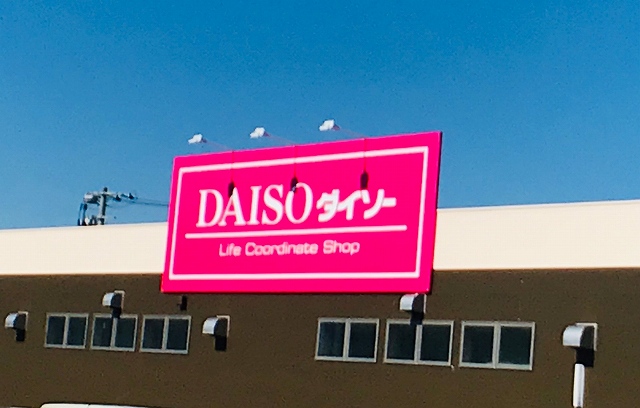 DAISO ダイソー
Life Coordinate Shop